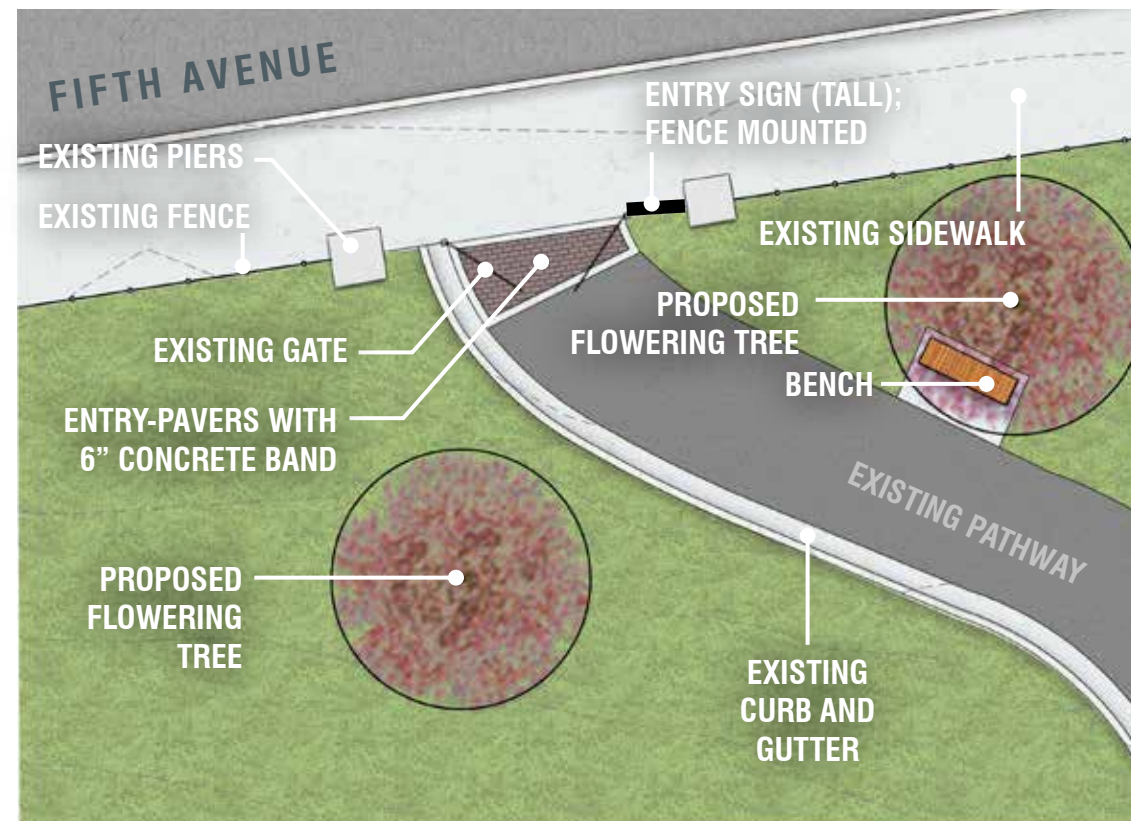 FIFTH AVENUE
ENTRY SIGN (TALL);
FENCE MOUNTED
EXISTING PIERS
EXISTING FENCE
EXISTING SIDEWALK
PROPOSED
FLOWERING TREE
EXISTING GATE
BENCH
ENTRY-PAVERS WITH
6” CONCRETE BAND
EXISTING PATHWAY
PROPOSED
FLOWERING
TREE
EXISTING
CURB AND
GUTTER